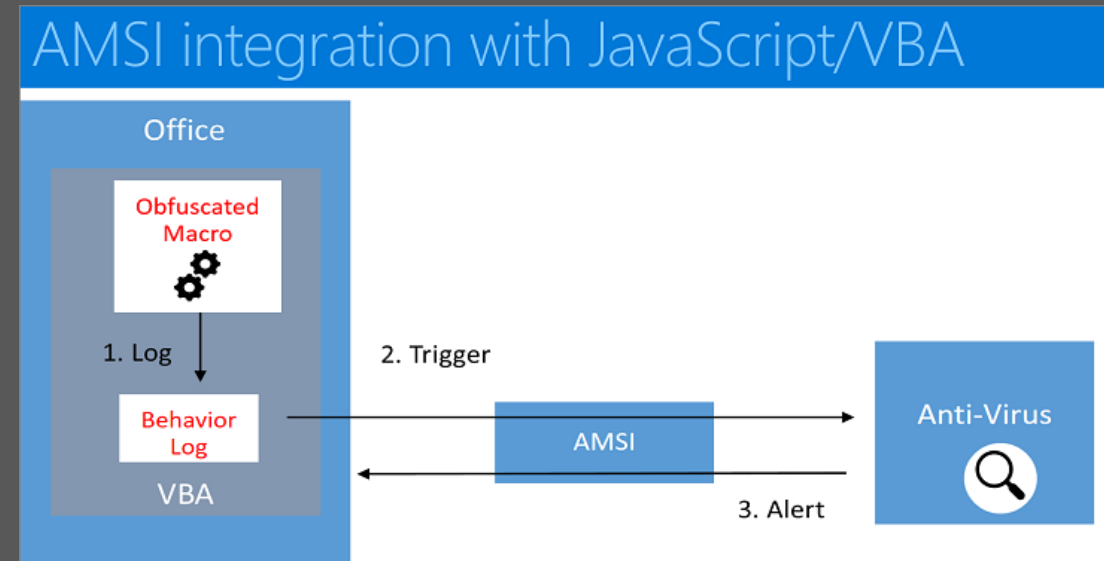 AMSI integration with JavaScript/VBA
Office
Obfuscated
Macro
1. Log
2. Trigger
Behavior
Log
VBA
AMSI
Anti-Virus
3. Alert